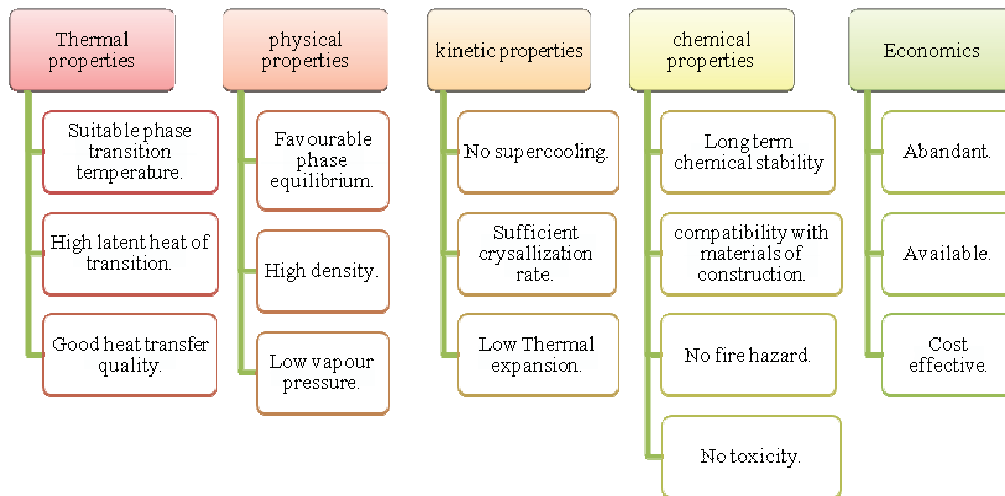 Thermal
properties
Suitable phase
transition
temperature.
High latent heat of
transition.
Good heat transfer
quality.
physical
properties
Favourable
phase
equilibrium.
High density.
Low vapour
pressure.
kinetic properties
No supercooling.
Sufficient
crysallization
rate.
Low Thermal
expansion.
chemical
properties
Long term
chemical stability
compatibility with
materials of
construction.
No fire hazard.
No toxicity.
Economics
Abandant.
Available.
Cost
effective.